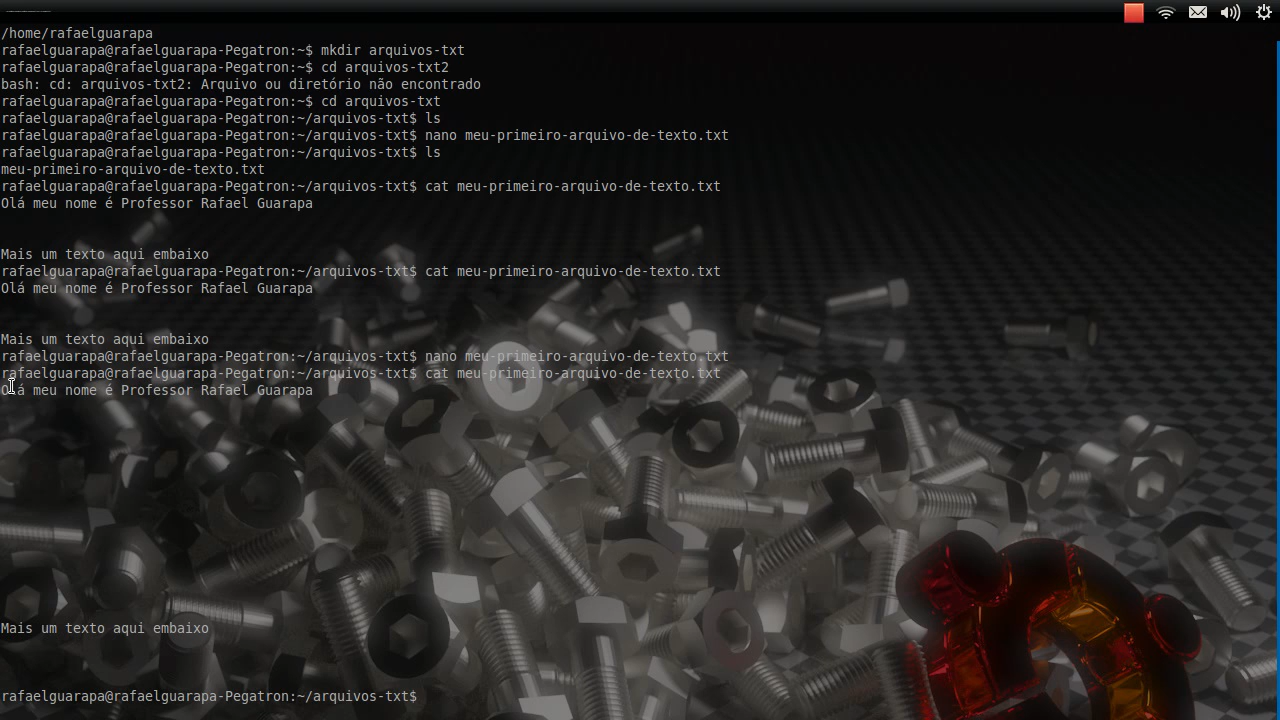 /home/rafaelguarapa
rafaelguarapa@rafaelguarapa-Pegatron:~$ mkdir arquivos-txt
rafaelguarapa@rafaelguarapa-Pegatron:~$ cd arquivos-txt2
bash: cd: arquivos-txt2: Arquivo ou diretório não encontrado
rafaelguarapa@rafaelguarapa-Pegatron:~$ cd arquivos-txt
rafaelguarapa@rafaelguarapa-Pegatron:~/arquivos-txt$ ls
rafaelguarapa@rafaelguarapa-Pegatron:~/arquivos-txt$ nano meu-primeiro-arquivo-de-texto.txt
rafaelguarapa@rafaelguarapa-Pegatron:~/arquivos-txt$ ls
meu-primeiro-arquivo-de-texto.txt
rafaelguarapa@rafaelguarapa-Pegatron:~/arquivos-txt$ cat meu-primeiro-arquivo-de-texto.txt
Olá meu nome é Professor Rafael Guarapa
Mais um texto aqui embaixo
rafaelguarapa@rafaelguarapa-Pegatron:~/arquivos-txt$ cat meu-primeiro-arquivo-de-texto.txt
Olá meu nome é Professor Rafael Guarapa
Mais um texto aqui embaixo
rafaelguarapa@rafaelguarapa-Pegatron:~/arquivos-txt$ nano meu-primeiro-arquivo-de-texto.txt
rafaelguarapa@rafaelguarapa-Pegatron:~/arquivos-txt$ cat meu-primeiro-arquivo-de-texto.txt
Olá meu nome é Professor Rafael Guarapa
Mais um texto aqui embaixo
rafaelguarapa@rafaelguarapa-Pegatron:~/arquivos-txt$